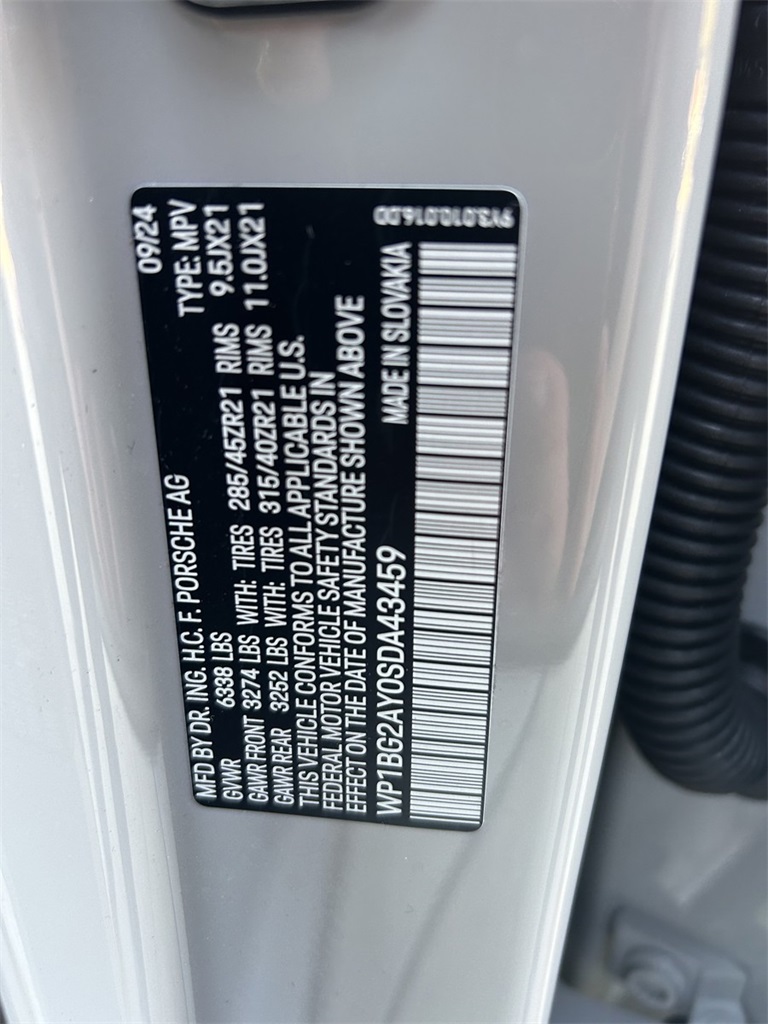 MFD BY DR. ING. H.C. F. PORSCHE AG 09/24
GVWR 6338 LBS TYPE: MPV
GAWR FRONT 3274 LBS WITH: TIRES 285/45ZR21 RIMS 9.5JX21
GAWR REAR 3252 LBS WITH: TIRES 315/40ZR21 RIMS 11.0JX21
THIS VEHICLE CONFORMS TO ALL APPLICABLE U.S.
FEDERAL MOTOR VEHICLE SAFETY STANDARDS IN
EFFECT ON THE DATE OF MANUFACTURE SHOWN ABOVE
WP1BG2AY0SDA43459 MADE IN SLOVAKIA
9Y3.010.016.DD